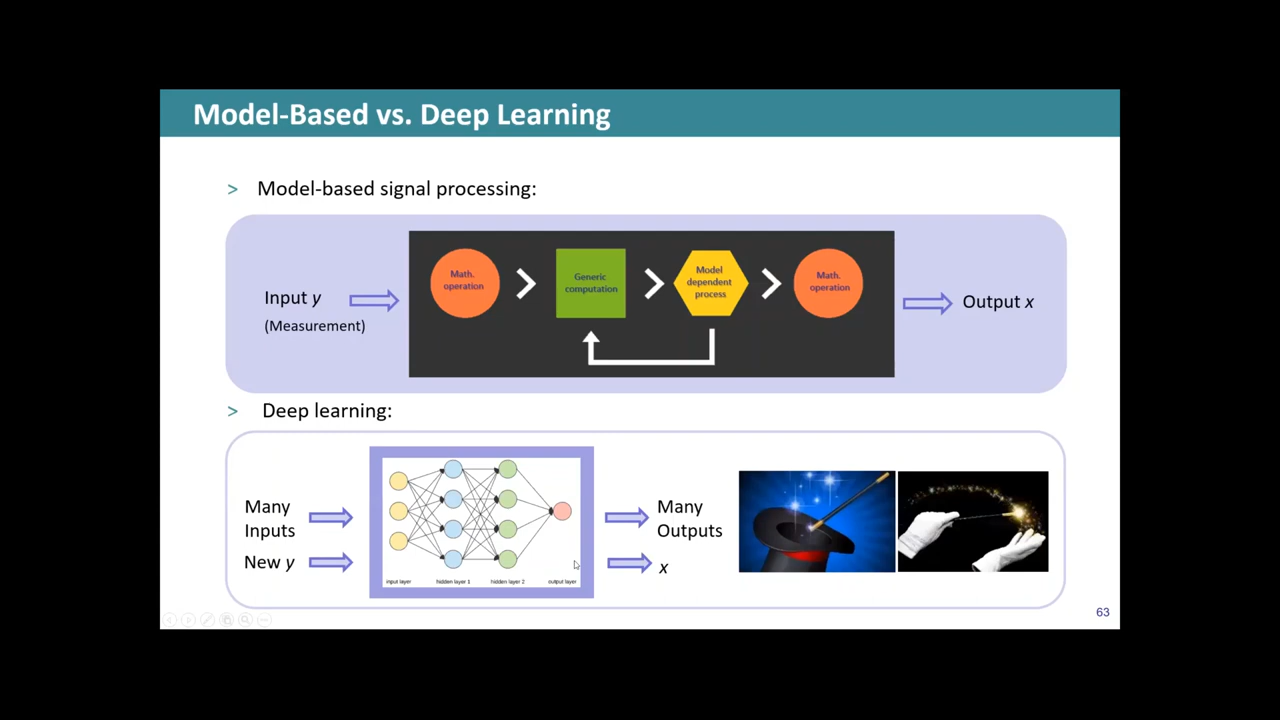 Model-Based vs. Deep Learning
> Model-based signal processing:
Input y
(Measurement)
Math.
operation
Generic
computation
Model
dependent
process
Math.
operation
Output x
> Deep learning:
Many
Inputs
New y
input layer
hidden layer 1
hidden layer 2
output layer
Many
Outputs
x
63